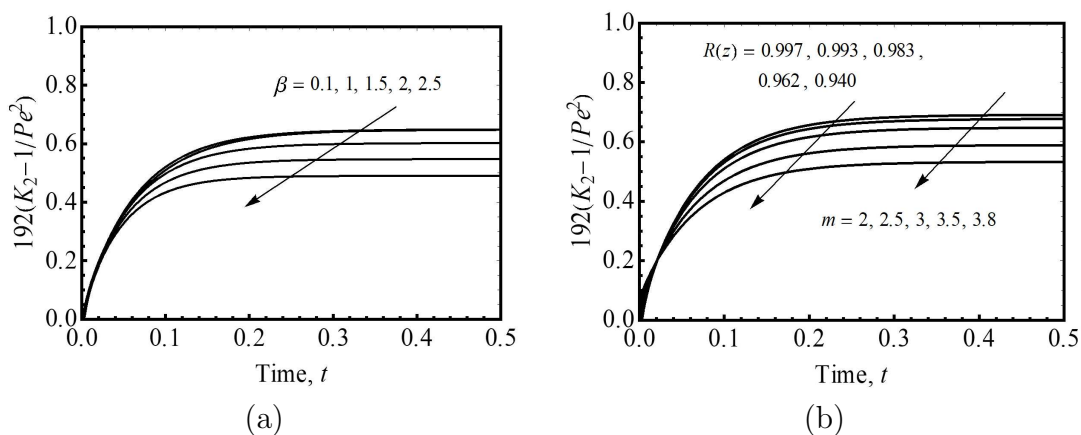 1.0
0.8
0.6
0.4
0.2
0.0
192(K₂−1/Pe²)
β = 0.1, 1, 1.5, 2, 2.5
0.0 0.1 0.2 0.3 0.4 0.5
Time, t
(a)
1.0
0.8
0.6
0.4
0.2
0.0
192(K₂−1/Pe²)
R(z) = 0.997 , 0.993 , 0.983 ,
0.962 , 0.940
m = 2, 2.5, 3, 3.5, 3.8
0.0 0.1 0.2 0.3 0.4 0.5
Time, t
(b)